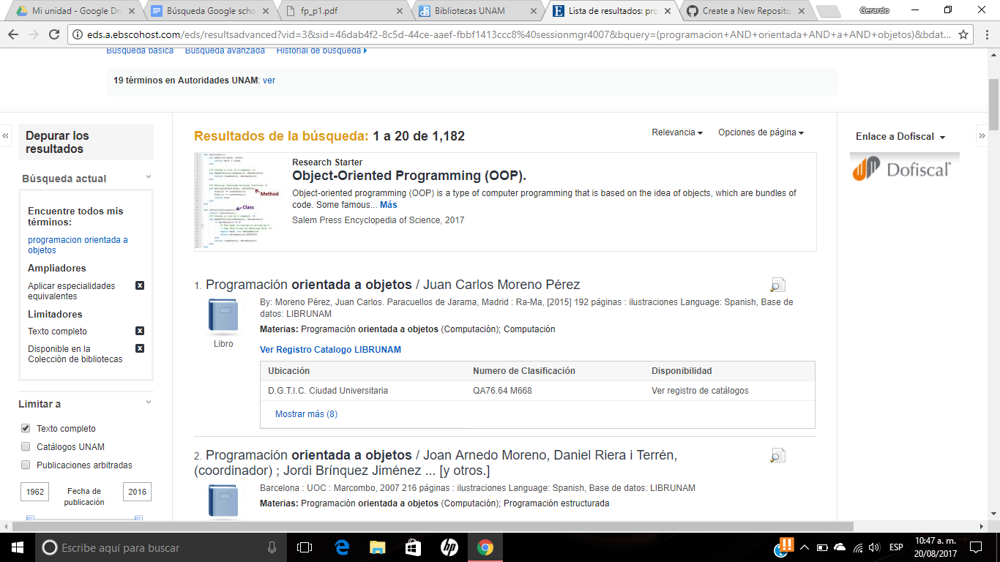 Mi unidad - Google Dri
Búsqueda Google scho
fp_p1.pdf
Bibliotecas UNAM
Lista de resultados: pro
Create a New Reposito
Gerardo
eds.a.ebscohost.com/eds/resultsadvanced?vid=3&sid=46dab4f2-8c5d-44ce-aaef-fbbf1413ccc8%40sessionmgr4007&bquery=(programacion+AND+orientada+AND+a+AND+objetos)&bdat...
Búsqueda básica Búsqueda avanzada Historial de búsqueda
19 términos en Autoridades UNAM: ver
Depurar los
resultados
Búsqueda actual
Encuentre todos mis
términos:
programacion orientada a
objetos
Ampliadores
Aplicar especialidades
equivalentes
Limitadores
Texto completo
Disponible en la
Colección de bibliotecas
Limitar a
Texto completo
Catálogos UNAM
Publicaciones arbitradas
1962 Fecha de publicación 2016
Resultados de la búsqueda: 1 a 20 de 1,182
Relevancia Opciones de página
Method
Class
Research Starter
Object-Oriented Programming (OOP).
Object-oriented programming (OOP) is a type of computer programming that is based on the idea of objects, which are bundles of
code. Some famous... Más
Salem Press Encyclopedia of Science, 2017
1. Programación orientada a objetos / Juan Carlos Moreno Pérez
Libro
By: Moreno Pérez, Juan Carlos. Paracuellos de Jarama, Madrid : Ra-Ma, [2015] 192 páginas : ilustraciones Language: Spanish, Base de
datos: LIBRUNAM
Materias: Programación orientada a objetos (Computación); Computación
Ver Registro Catalogo LIBRUNAM
Ubicación Numero de Clasificación Disponibilidad
D.G.T.I.C. Ciudad Universitaria QA76.64 M668 Ver registro de catálogos
Mostrar más (8)
2. Programación orientada a objetos / Joan Arnedo Moreno, Daniel Riera i Terrén,
(coordinador) ; Jordi Brínquez Jiménez ... [y otros.]
Barcelona : UOC : Marcombo, 2007 216 páginas : ilustraciones Language: Spanish, Base de datos: LIBRUNAM
Materias: Programación orientada a objetos (Computación); Programación estructurada
Enlace a Dofiscal
Dofiscal
Escribe aquí para buscar
hp
ESP
10:47 a. m.
20/08/2017